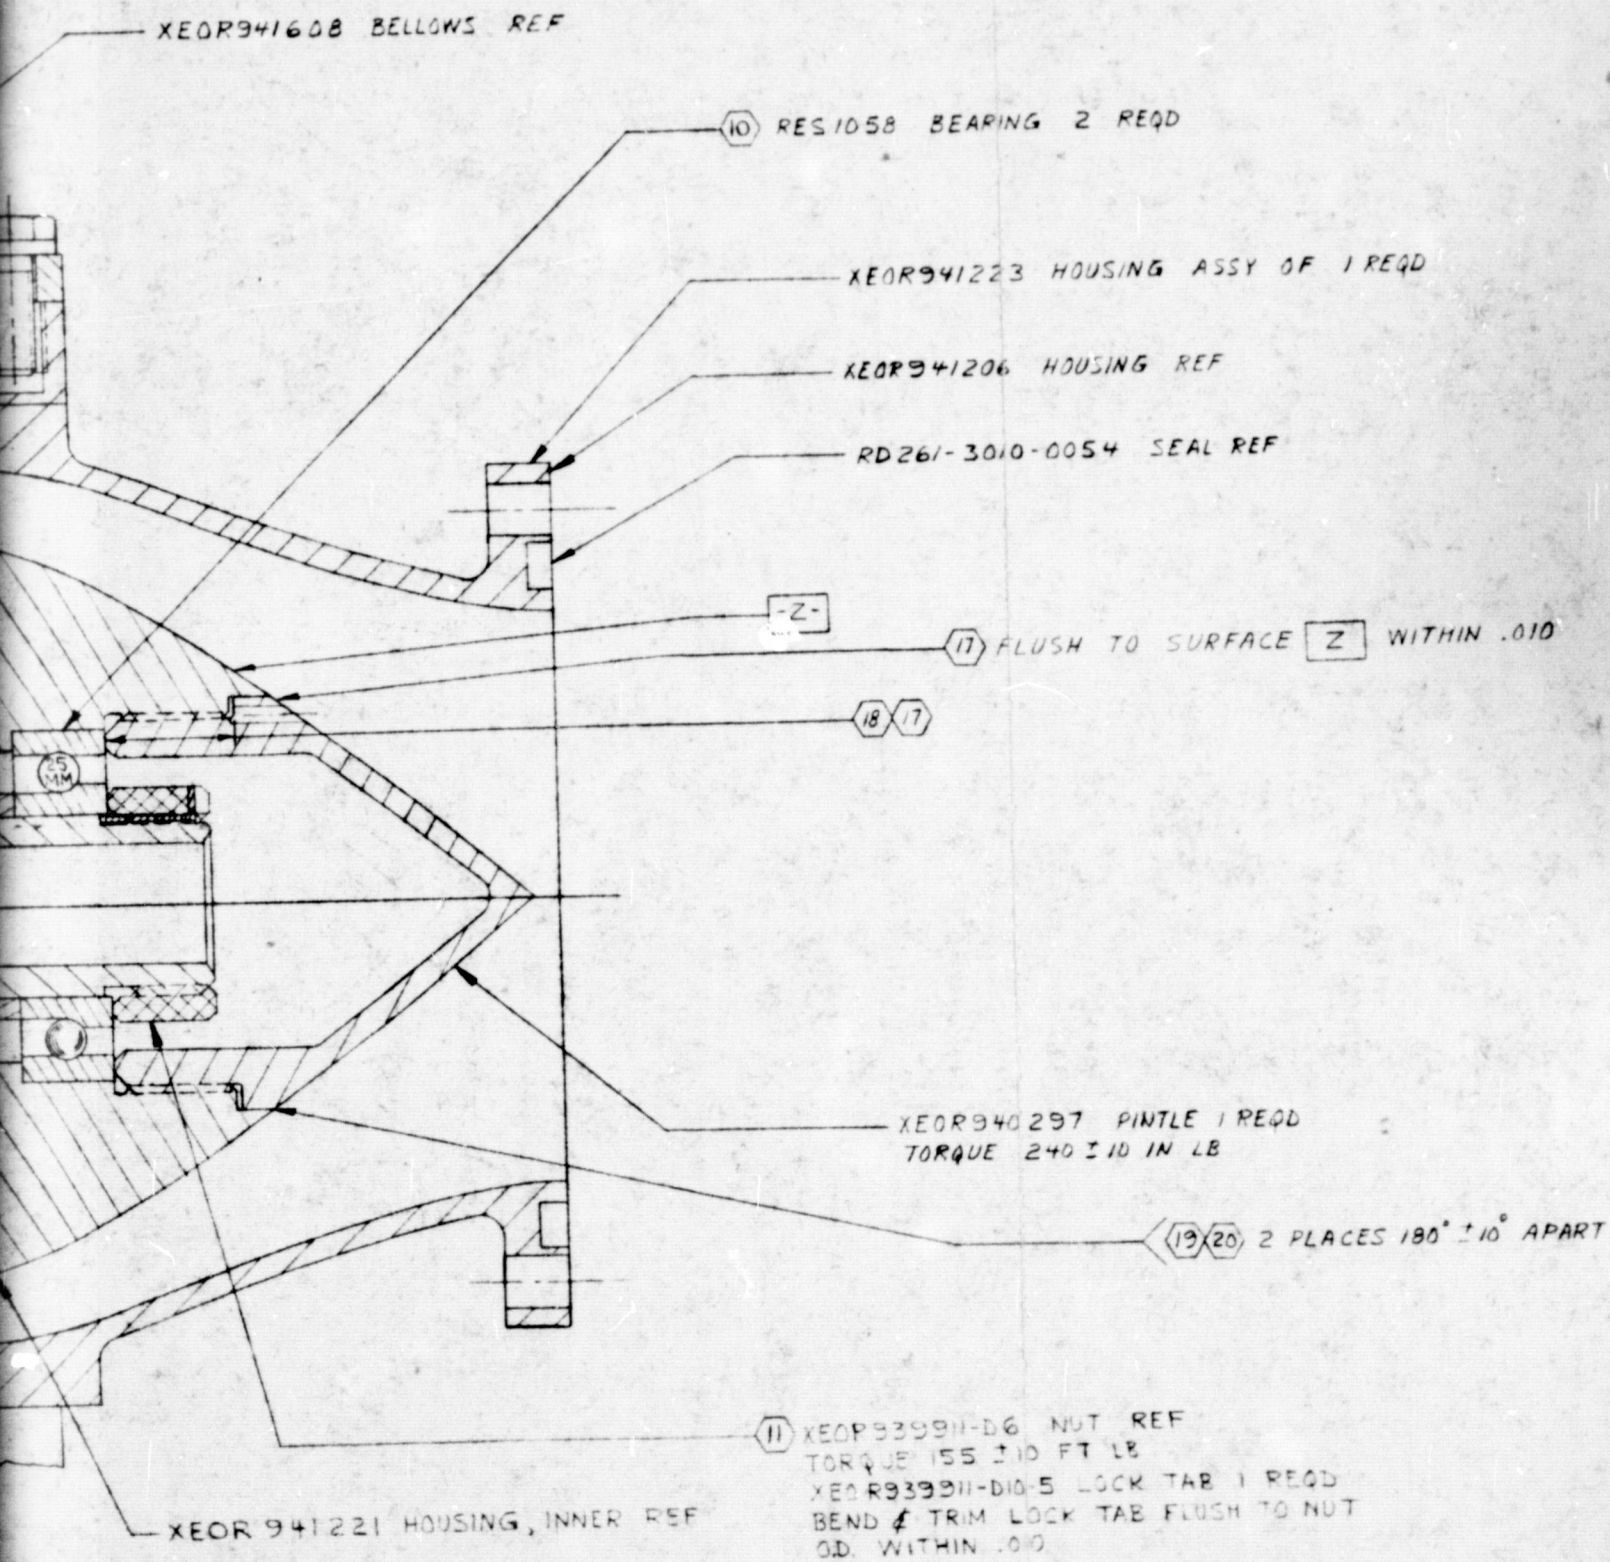 XEOR941608 BELLOWS REF
10 RES1058 BEARING 2 REQD
XEOR941223 HOUSING ASSY OF 1 REQD
XEOR941206 HOUSING REF
RD261-3010-0054 SEAL REF
-Z-
17 FLUSH TO SURFACE Z WITHIN .010
18 17
25
MM
XEOR940297 PINTLE 1 REQD
TORQUE 240 ± 10 IN LB
19 20 2 PLACES 180° ± 10° APART
11 XEOR939911-D6 NUT REF
TORQUE 155 ± 10 FT LB
XEOR939911-D10-5 LOCK TAB 1 REQD
BEND & TRIM LOCK TAB FLUSH TO NUT
O.D. WITHIN
XEOR941221 HOUSING, INNER REF